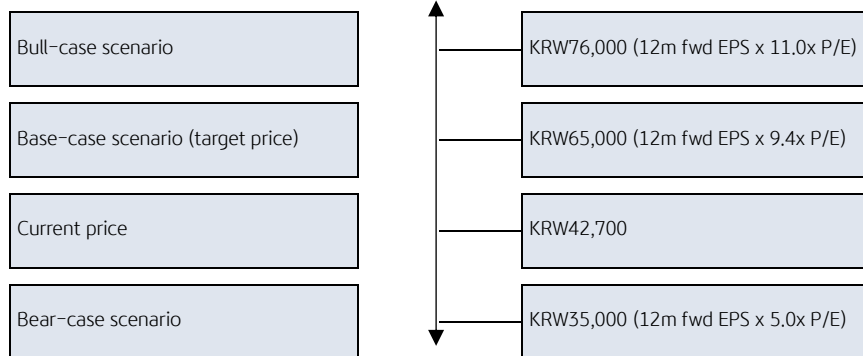 Bull-case scenario
KRW76,000 (12m fwd EPS x 11.0x P/E)
Base-case scenario (target price)
KRW65,000 (12m fwd EPS x 9.4x P/E)
Current price
KRW42,700
Bear-case scenario
KRW35,000 (12m fwd EPS x 5.0x P/E)